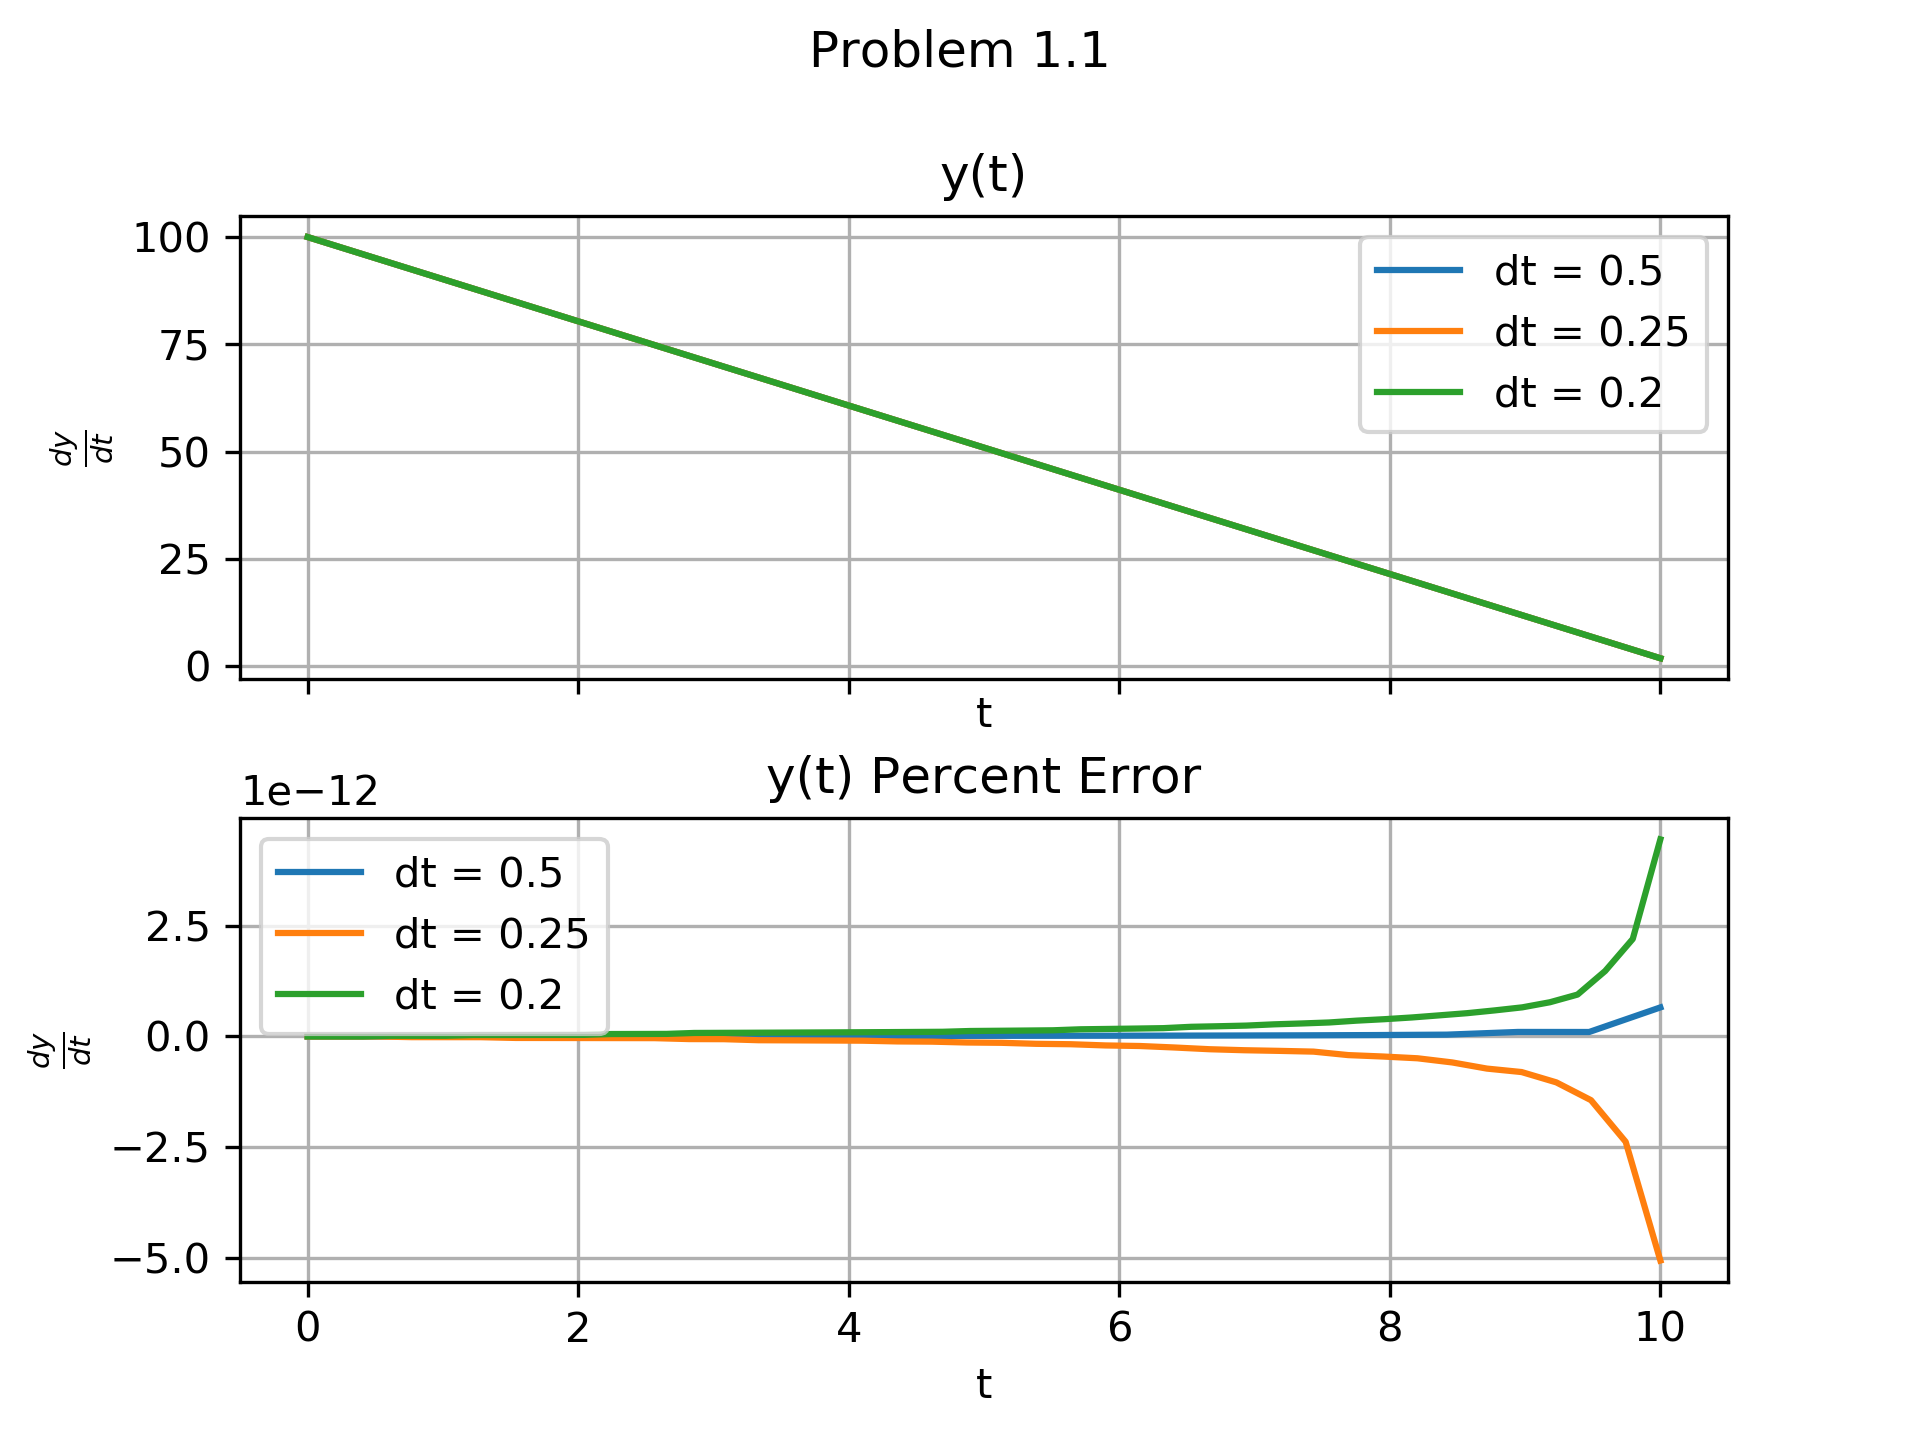 Problem 1.1
y(t)
100
75
50
25
0
dy
dt
dt = 0.5
dt = 0.25
dt = 0.2
t
y(t) Percent Error
1e−12
2.5
0.0
−2.5
−5.0
dy
dt
dt = 0.5
dt = 0.25
dt = 0.2
0 2 4 6 8 10
t